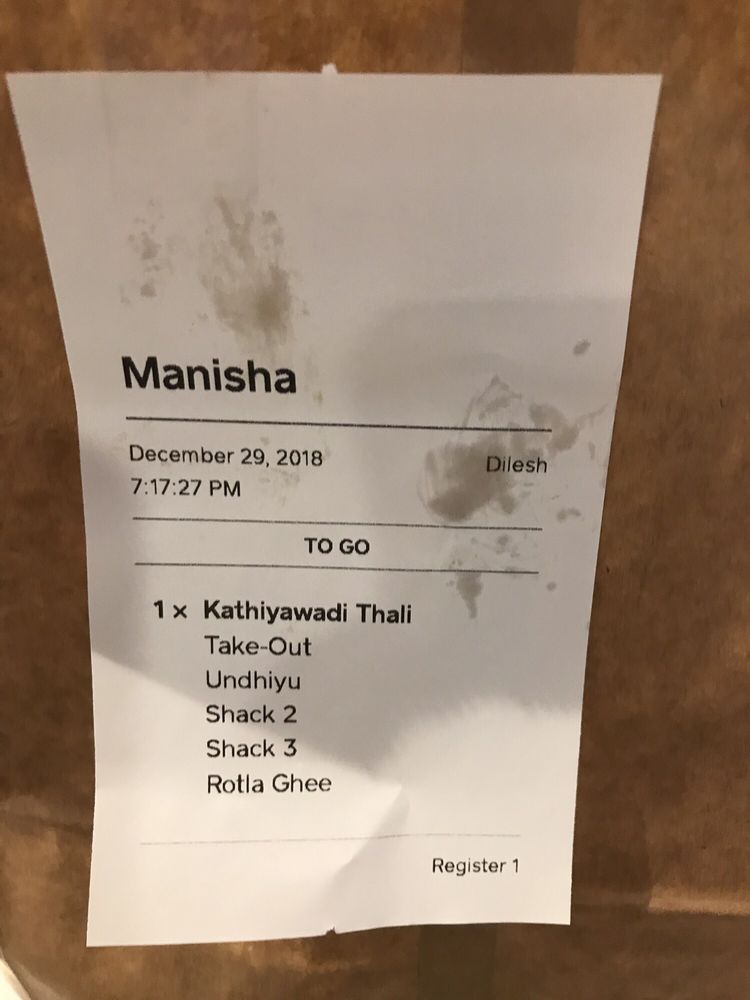 Manisha
December 29, 2018 Dilesh
7:17:27 PM
TO GO
1 x Kathiyawadi Thali
Take-Out
Undhiyu
Shack 2
Shack 3
Rotla Ghee
Register 1